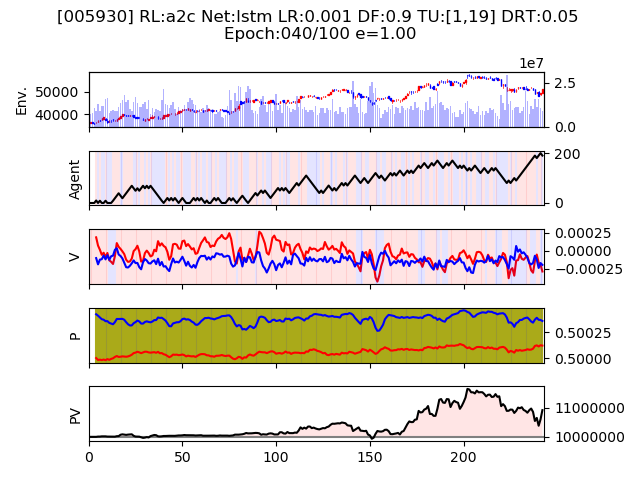 [005930] RL:a2c Net:lstm LR:0.001 DF:0.9 TU:[1,19] DRT:0.05
Epoch:040/100 e=1.00
1e7
Env.
50000
40000
2.5
0.0
Agent
200
0
V
0.00025
0.00000
−0.00025
P
0.50025
0.50000
PV
11000000
10000000
0 50 100 150 200